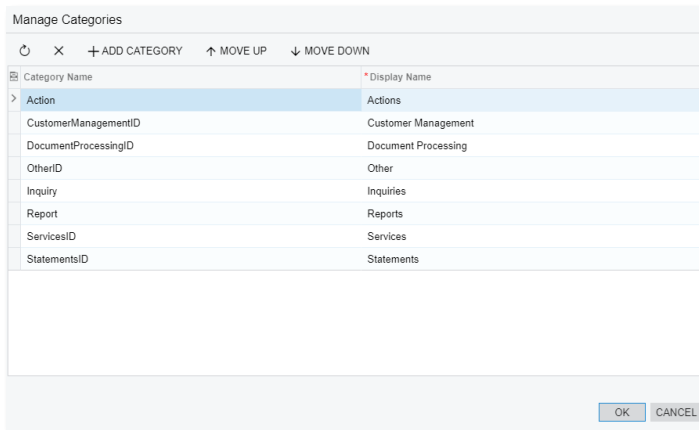 Manage Categories
ADD CATEGORY MOVE UP MOVE DOWN
Category Name * Display Name
Action Actions
CustomerManagementID Customer Management
DocumentProcessingID Document Processing
OtherID Other
Inquiry Inquiries
Report Reports
ServicesID Services
StatementsID Statements
OK CANCEL